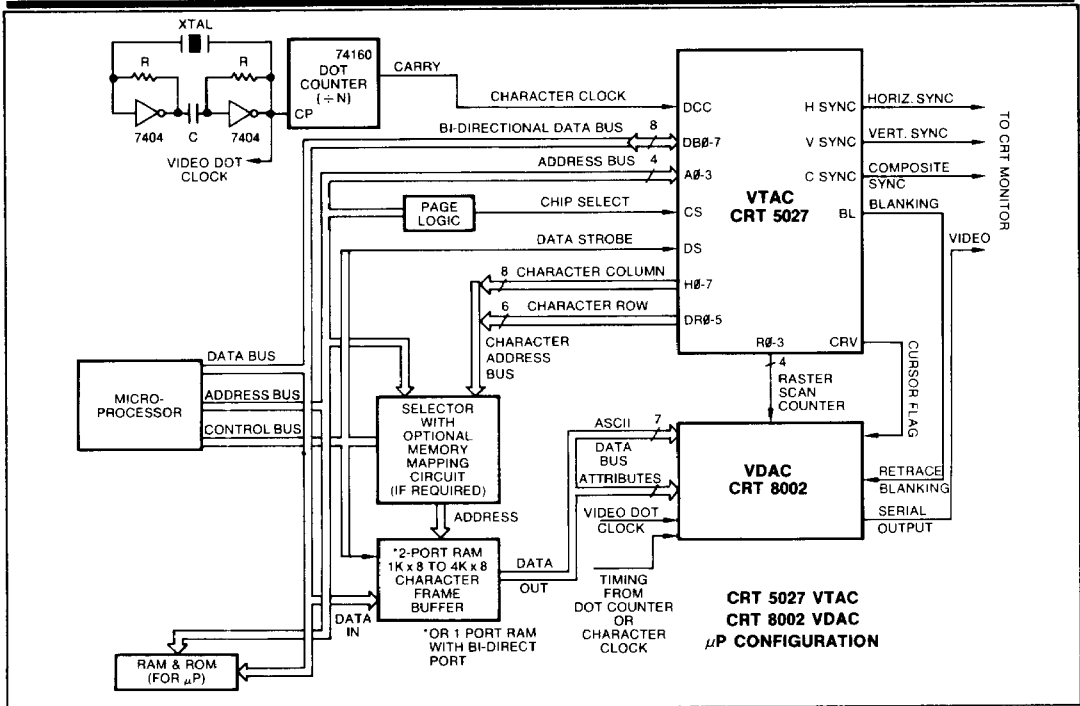 XTAL
R
R
7404
C
7404
VIDEO DOT
CLOCK
74160
DOT
COUNTER
(÷N)
CP
CARRY
CHARACTER CLOCK
BI-DIRECTIONAL DATA BUS
8
ADDRESS BUS
4
PAGE
LOGIC
CHIP SELECT
DATA STROBE
8
CHARACTER COLUMN
6
CHARACTER ROW
CHARACTER
ADDRESS
BUS
DCC
DBØ-7
AØ-3
CS
DS
HØ-7
DRØ-5
VTAC
CRT 5027
H SYNC
V SYNC
C SYNC
BL
RØ-3
CRV
HORIZ. SYNC
VERT. SYNC
COMPOSITE
SYNC
BLANKING
TO CRT MONITOR
VIDEO
4
RASTER
SCAN
COUNTER
CURSOR FLAG
MICRO-
PROCESSOR
DATA BUS
ADDRESS BUS
CONTROL BUS
SELECTOR
WITH
OPTIONAL
MEMORY
MAPPING
CIRCUIT
(IF REQUIRED)
ADDRESS
*2-PORT RAM
1K x 8 TO 4K x 8
CHARACTER
FRAME
BUFFER
DATA
IN
DATA
OUT
*OR 1 PORT RAM
WITH BI-DIRECT
PORT
RAM & ROM
(FOR µP)
ASCII
7
DATA
BUS
ATTRIBUTES
VIDEO DOT
CLOCK
TIMING
FROM
DOT COUNTER
OR
CHARACTER
CLOCK
VDAC
CRT 8002
RETRACE
BLANKING
SERIAL
OUTPUT
CRT 5027 VTAC
CRT 8002 VDAC
µP CONFIGURATION